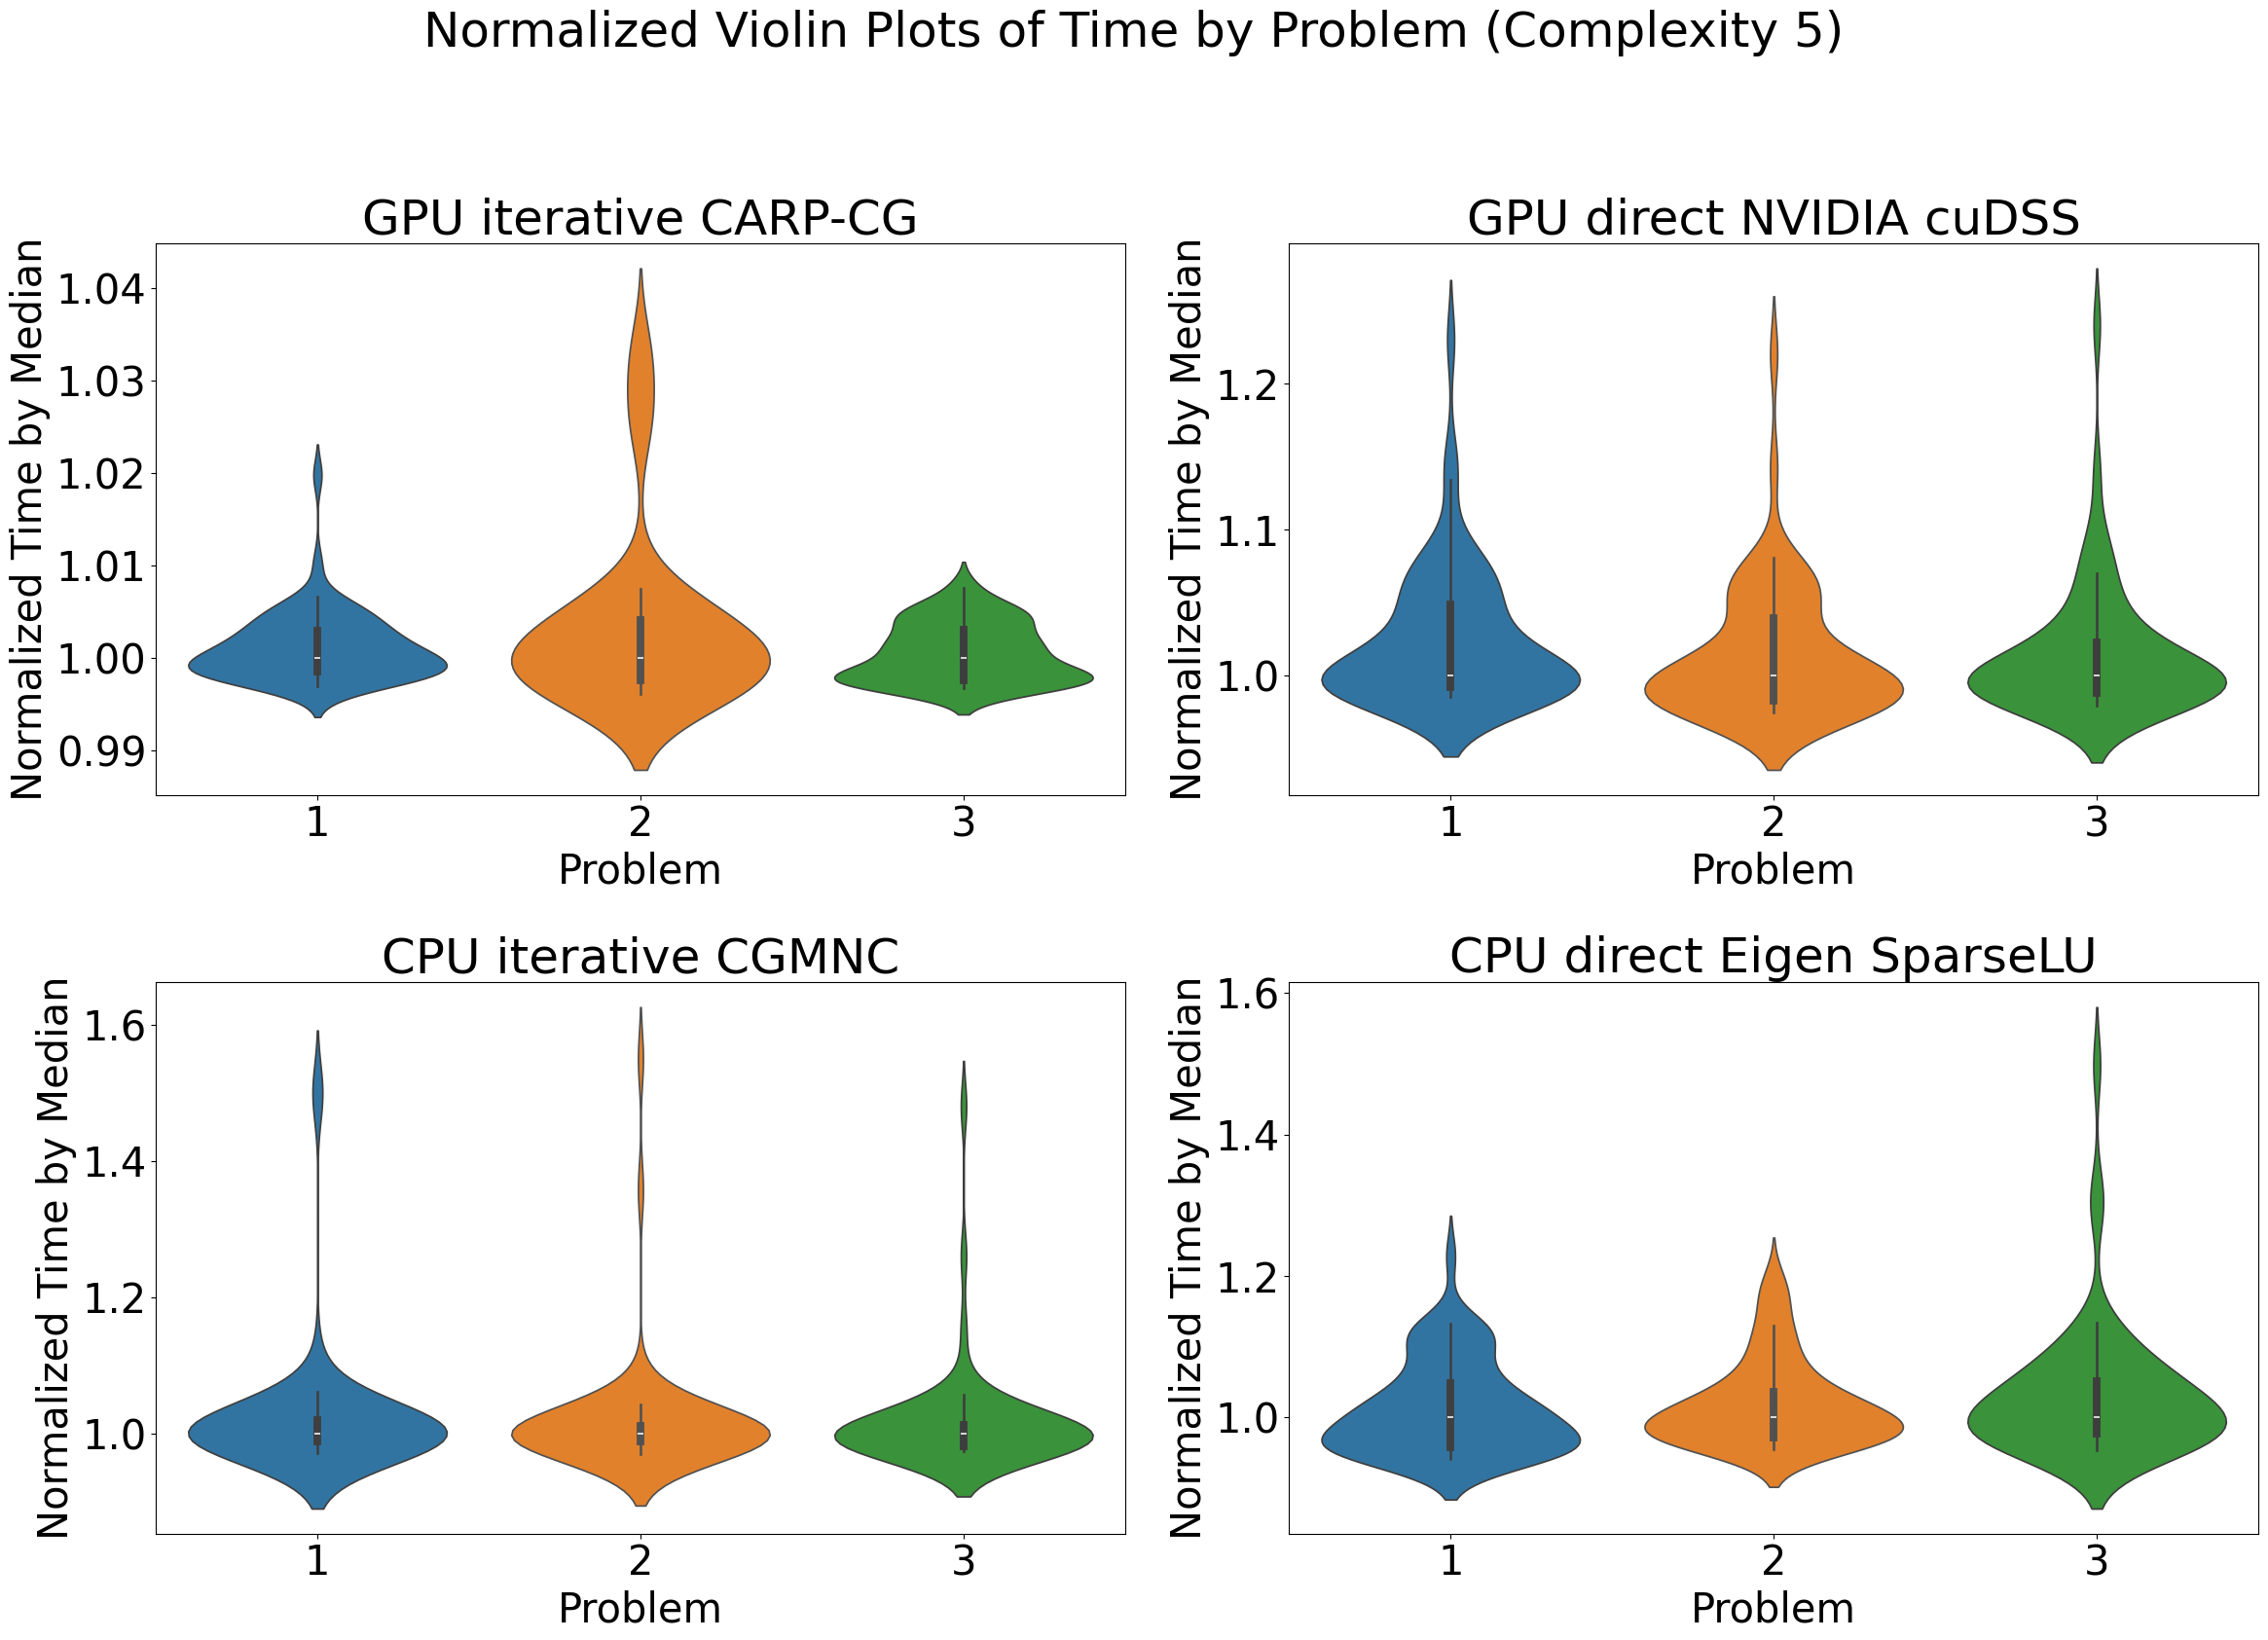 Normalized Violin Plots of Time by Problem (Complexity 5)
GPU iterative CARP-CG
Normalized Time by Median
1.04
1.03
1.02
1.01
1.00
0.99
1 2 3
Problem
GPU direct NVIDIA cuDSS
Normalized Time by Median
1.2
1.1
1.0
1 2 3
Problem
CPU iterative CGMNC
Normalized Time by Median
1.6
1.4
1.2
1.0
1 2 3
Problem
CPU direct Eigen SparseLU
Normalized Time by Median
1.6
1.4
1.2
1.0
1 2 3
Problem